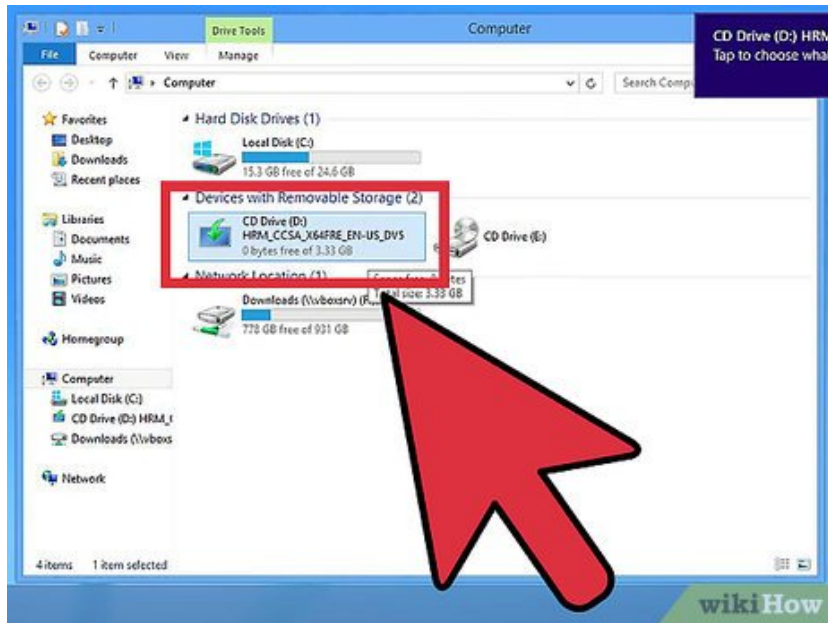 Drive Tools
Computer
CD Drive (D:) HRM
Tap to choose wha
File Computer View Manage
Computer
Search Comp
Favorites
Desktop
Downloads
Recent places
Libraries
Documents
Music
Pictures
Videos
Homegroup
Computer
Local Disk (C:)
CD Drive (D:) HRM_C
Downloads (\\vboxs
Network
Hard Disk Drives (1)
Local Disk (C:)
15.3 GB free of 24.6 GB
Devices with Removable Storage (2)
CD Drive (D:)
HRM_CCSA_X64FRE_EN-US_DV5
0 bytes free of 3.33 GB
CD Drive (E:)
Network Location (1)
Total size: 3.33 GB
Downloads (\\vboxsrv)
778 GB free of 931 GB
4 items 1 item selected
wikiHow